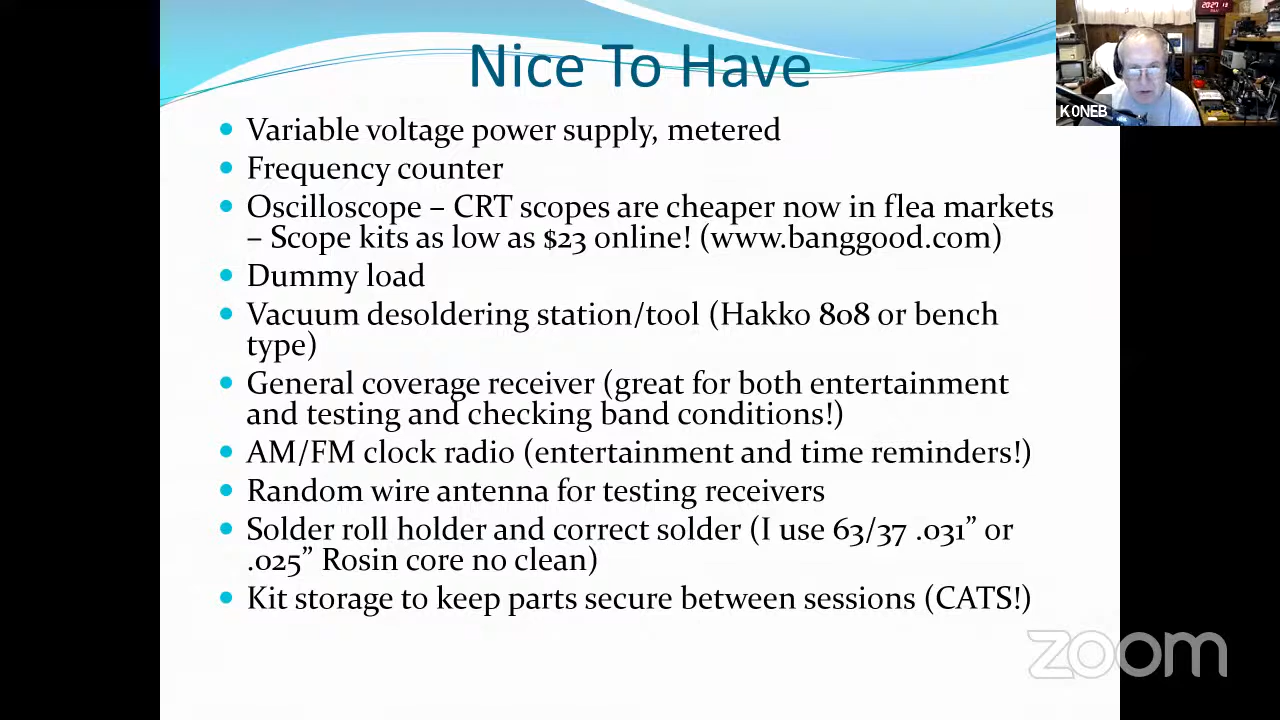 Nice To Have
Variable voltage power supply, metered
Frequency counter
Oscilloscope – CRT scopes are cheaper now in flea markets
– Scope kits as low as $23 online! (www.banggood.com)
Dummy load
Vacuum desoldering station/tool (Hakko 808 or bench
type)
General coverage receiver (great for both entertainment
and testing and checking band conditions!)
AM/FM clock radio (entertainment and time reminders!)
Random wire antenna for testing receivers
Solder roll holder and correct solder (I use 63/37 .031” or
.025” Rosin core no clean)
Kit storage to keep parts secure between sessions (CATS!)
K0NEB
zoom